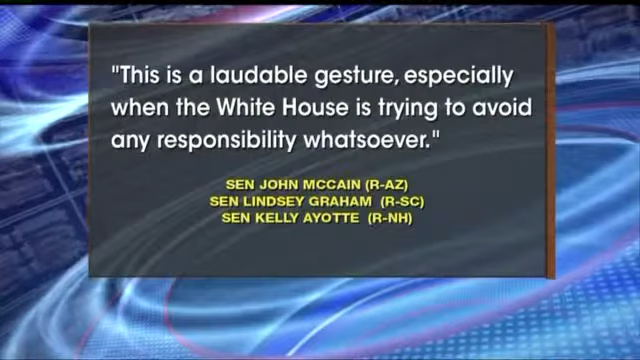 "This is a laudable gesture, especially
when the White House is trying to avoid
any responsibility whatsoever."
SEN JOHN MCCAIN (R-AZ)
SEN LINDSEY GRAHAM (R-SC)
SEN KELLY AYOTTE (R-NH)